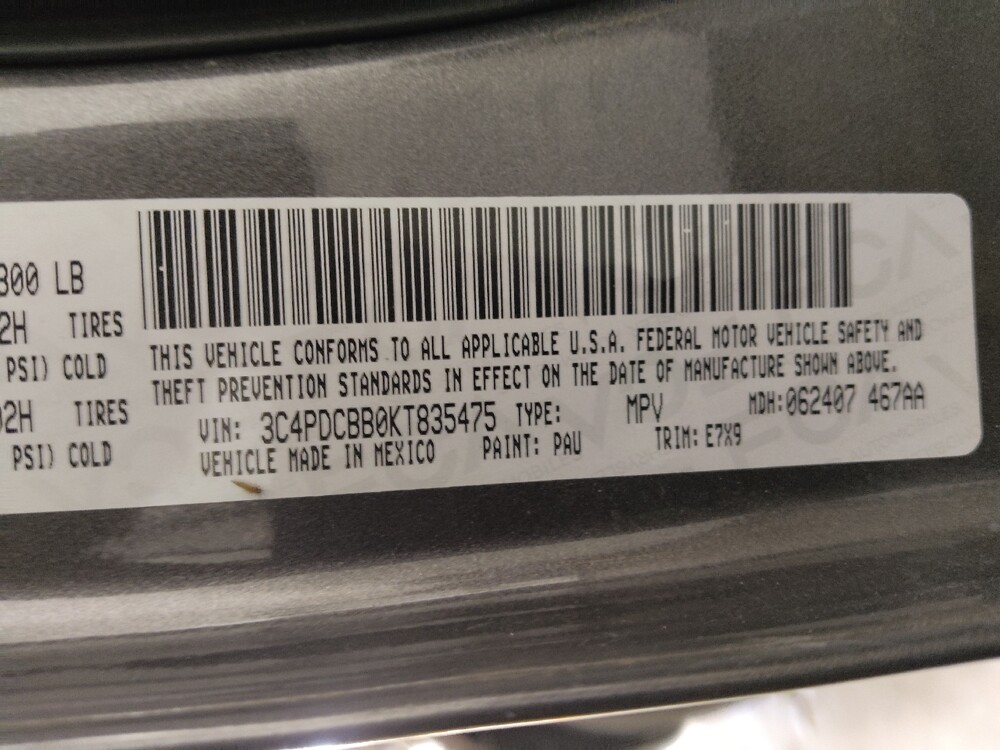 300 LB
2H TIRES
PSI) COLD
02H TIRES
PSI) COLD
THIS VEHICLE CONFORMS TO ALL APPLICABLE U.S.A. FEDERAL MOTOR VEHICLE SAFETY AND
THEFT PREVENTION STANDARDS IN EFFECT ON THE DATE OF MANUFACTURE SHOWN ABOVE.
VIN: 3C4PDCBB0KT835475 TYPE: MPV MDH:062407 467AA
VEHICLE MADE IN MEXICO PAINT: PAU TRIM: E7X9